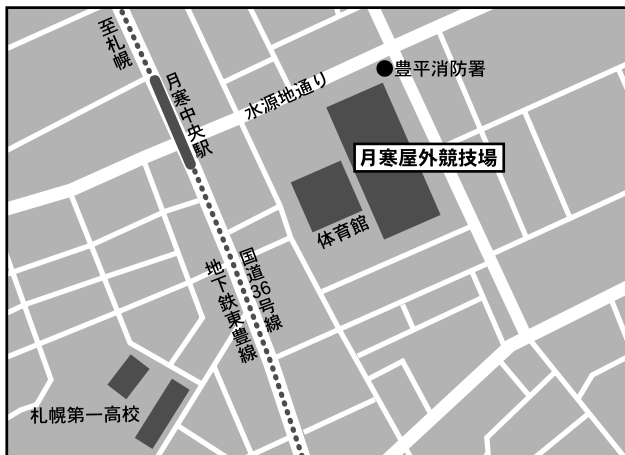 至札幌
月寒中央駅
水源地通り
豊平消防署
月寒屋外競技場
体育館
国道36号線
地下鉄東豊線
札幌第一高校